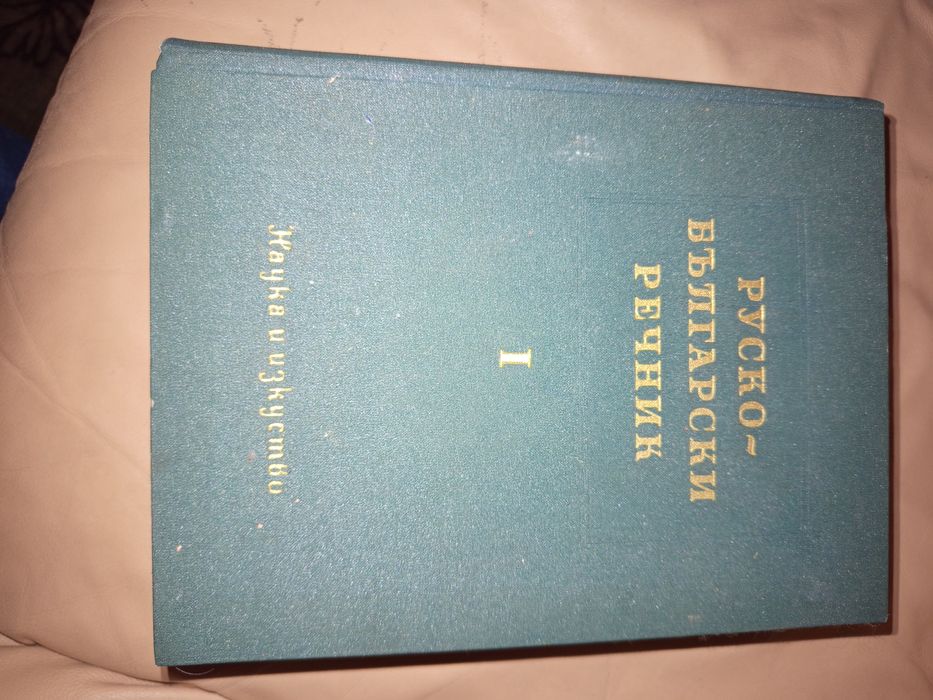 РУСКО-
БЪЛГАРСКИ
РЕЧНИК
I
Наука и изкуство